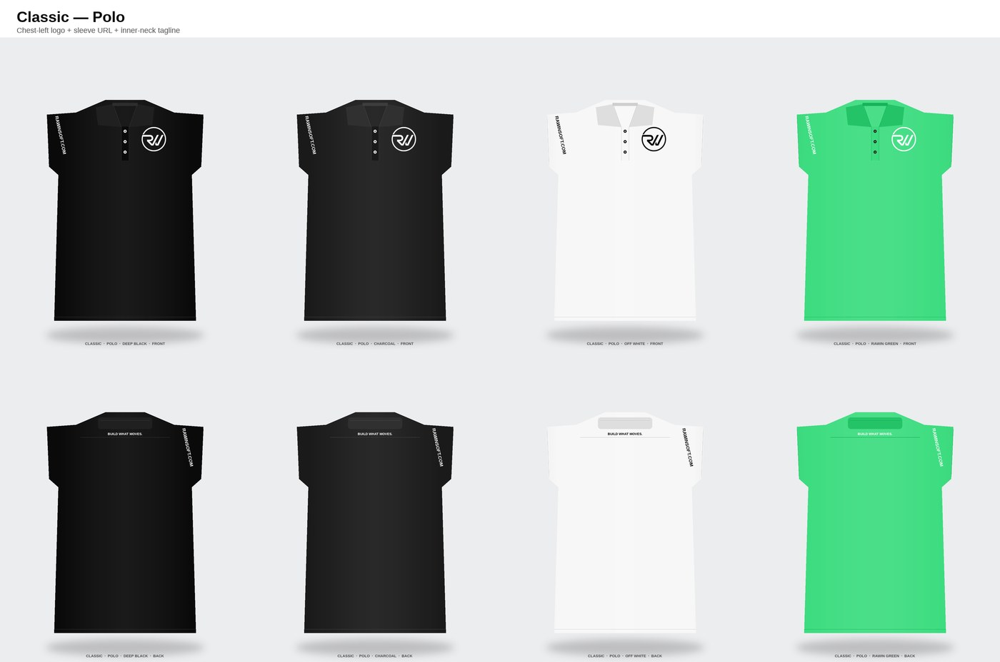 Classic — Polo
Chest-left logo + sleeve URL + inner-neck tagline
RAWINSOFT.COM
RW
RAWINSOFT.COM
RW
RAWINSOFT.COM
RW
RAWINSOFT.COM
RW
CLASSIC · POLO · DEEP BLACK · FRONT
CLASSIC · POLO · CHARCOAL · FRONT
CLASSIC · POLO · OFF WHITE · FRONT
CLASSIC · POLO · RAWIN GREEN · FRONT
BUILD WHAT MOVES.
RAWINSOFT.COM
BUILD WHAT MOVES.
RAWINSOFT.COM
BUILD WHAT MOVES.
RAWINSOFT.COM
BUILD WHAT MOVES.
RAWINSOFT.COM
CLASSIC · POLO · DEEP BLACK · BACK
CLASSIC · POLO · CHARCOAL · BACK
CLASSIC · POLO · OFF WHITE · BACK
CLASSIC · POLO · RAWIN GREEN · BACK